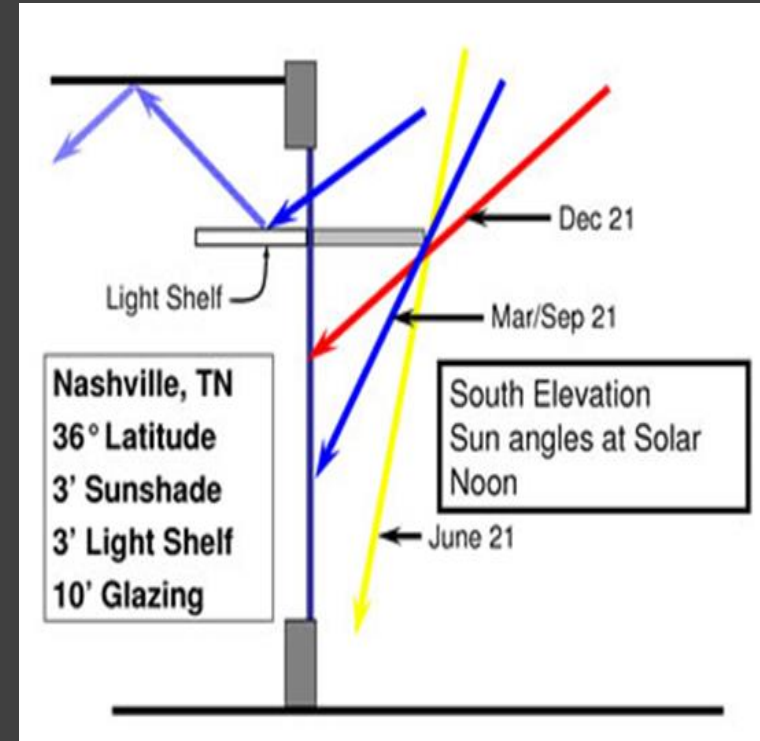 Dec 21
Light Shelf
Mar/Sep 21
Nashville, TN
36° Latitude
3' Sunshade
3' Light Shelf
10' Glazing
South Elevation
Sun angles at Solar
Noon
June 21